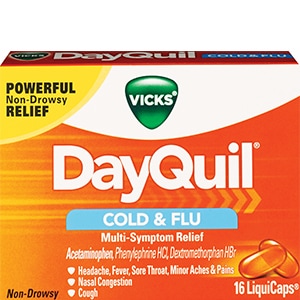 COLD & FLU
POWERFUL
Non-Drowsy
RELIEF
VICKS®
DayQuil®
COLD & FLU
Multi-Symptom Relief
Acetaminophen, Phenylephrine HCl, Dextromethorphan HBr
• Headache, Fever, Sore Throat, Minor Aches & Pains
• Nasal Congestion
• Cough
Non-Drowsy
16 LiquiCaps®